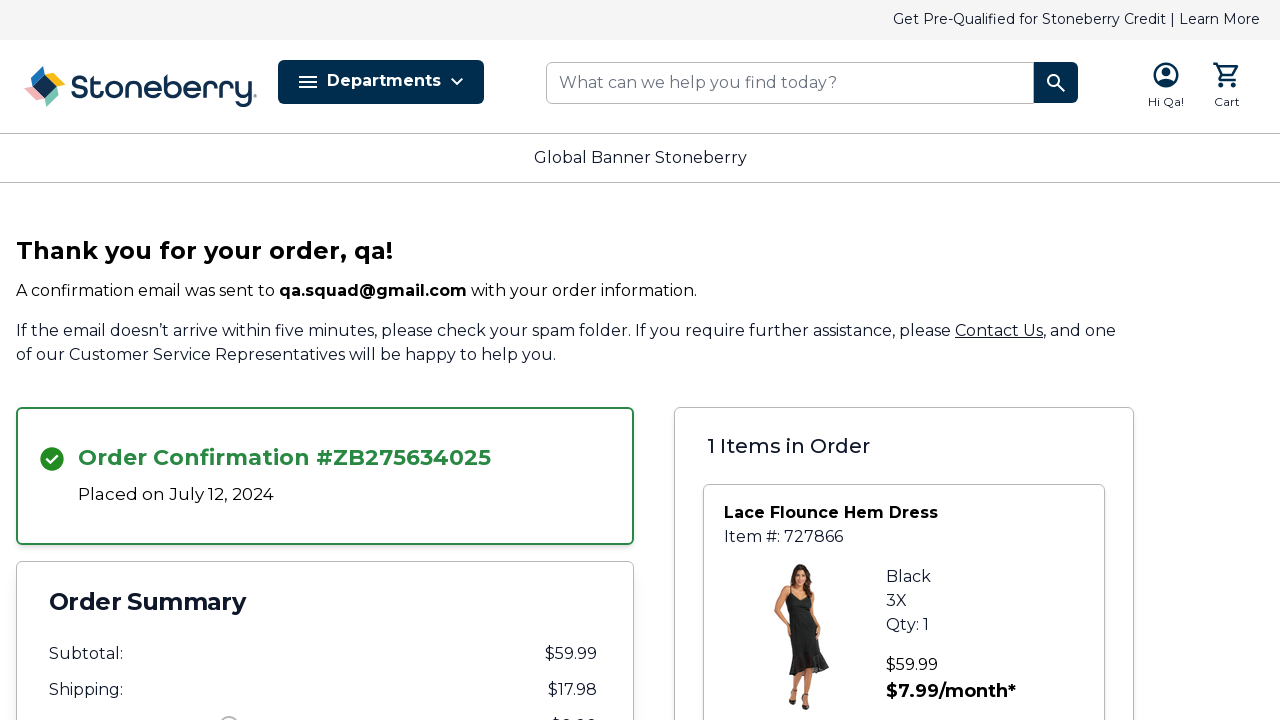 Get Pre-Qualified for Stoneberry Credit | Learn More
Stoneberry
Departments
What can we help you find today?
Hi Qa!
Cart
Global Banner Stoneberry
Thank you for your order, qa!
A confirmation email was sent to qa.squad@gmail.com with your order information.
If the email doesn’t arrive within five minutes, please check your spam folder. If you require further assistance, please Contact Us, and one
of our Customer Service Representatives will be happy to help you.
Order Confirmation #ZB275634025
Placed on July 12, 2024
Order Summary
Subtotal: $59.99
Shipping: $17.98
1 Items in Order
Lace Flounce Hem Dress
Item #: 727866
Black
3X
Qty: 1
$59.99
$7.99/month*